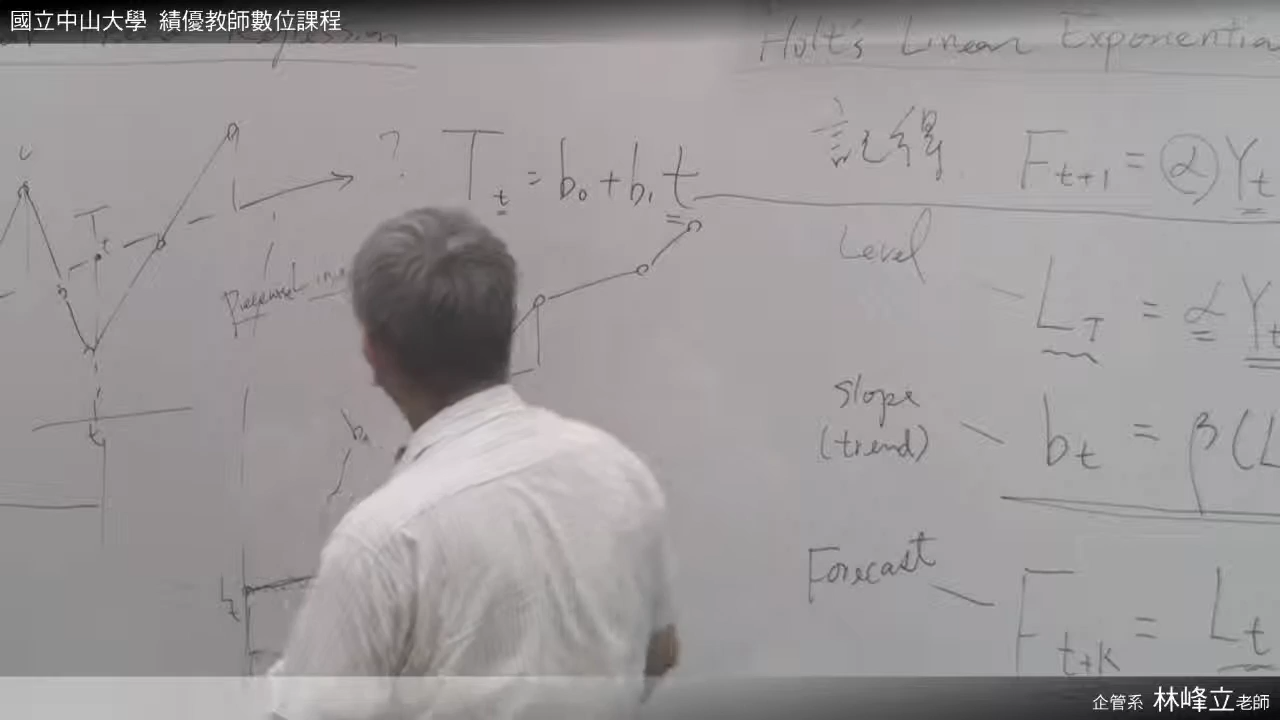 國立中山大學 績優教師數位課程
Regression
Holt's Linear Exponentia
記得 F t+1 = α Y t
? T t = b0 + b1 t
T t
Level L T = α Y t
Slope
(trend) b t = β (L
t
Forecast F t+K = L t
企管系 林峰立老師